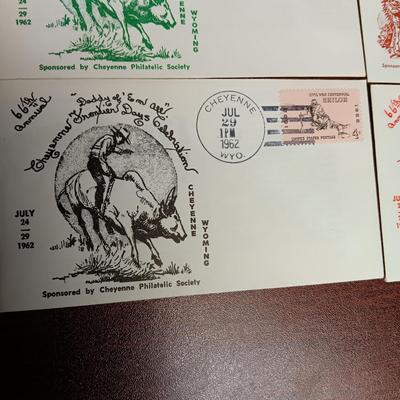 24
29
1962
WYOMING
Sponsored by Cheyenne Philatelic Society
66th
Annual
"Daddy of 'Em All"
Cheyenne Frontier Days Celebration
JULY
24
29
1962
CHEYENNE
WYOMING
Sponsored by Cheyenne Philatelic Society
CHEYENNE
JUL
29
1 PM
1962
WYO.
CIVIL WAR CENTENNIAL
SHILOH
1862
4¢
UNITED STATES POSTAGE